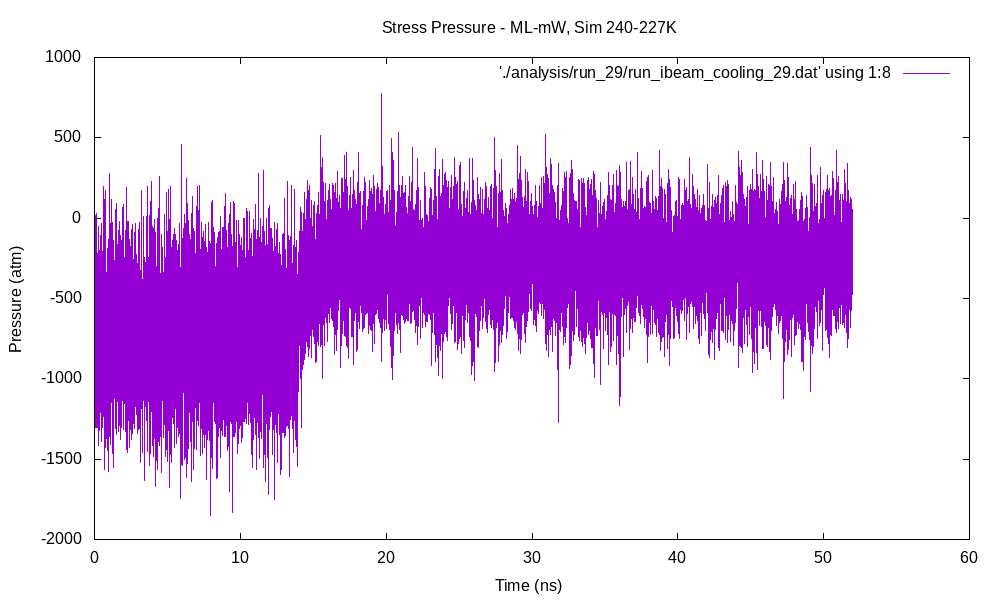 Stress Pressure - ML-mW, Sim 240-227K
1000
500
0
-500
-1000
-1500
-2000
Pressure (atm)
'./analysis/run_29/run_ibeam_cooling_29.dat' using 1:8
0 10 20 30 40 50 60
Time (ns)